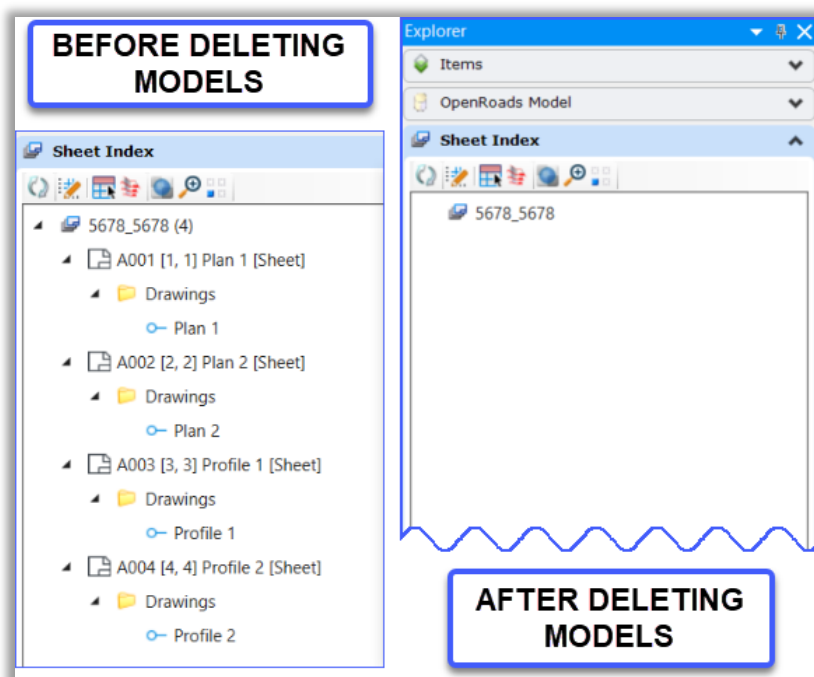 BEFORE DELETING
MODELS
Sheet Index
5678_5678 (4)
A001 [1, 1] Plan 1 [Sheet]
Drawings
Plan 1
A002 [2, 2] Plan 2 [Sheet]
Drawings
Plan 2
A003 [3, 3] Profile 1 [Sheet]
Drawings
Profile 1
A004 [4, 4] Profile 2 [Sheet]
Drawings
Profile 2
Explorer
Items
OpenRoads Model
Sheet Index
5678_5678
AFTER DELETING
MODELS